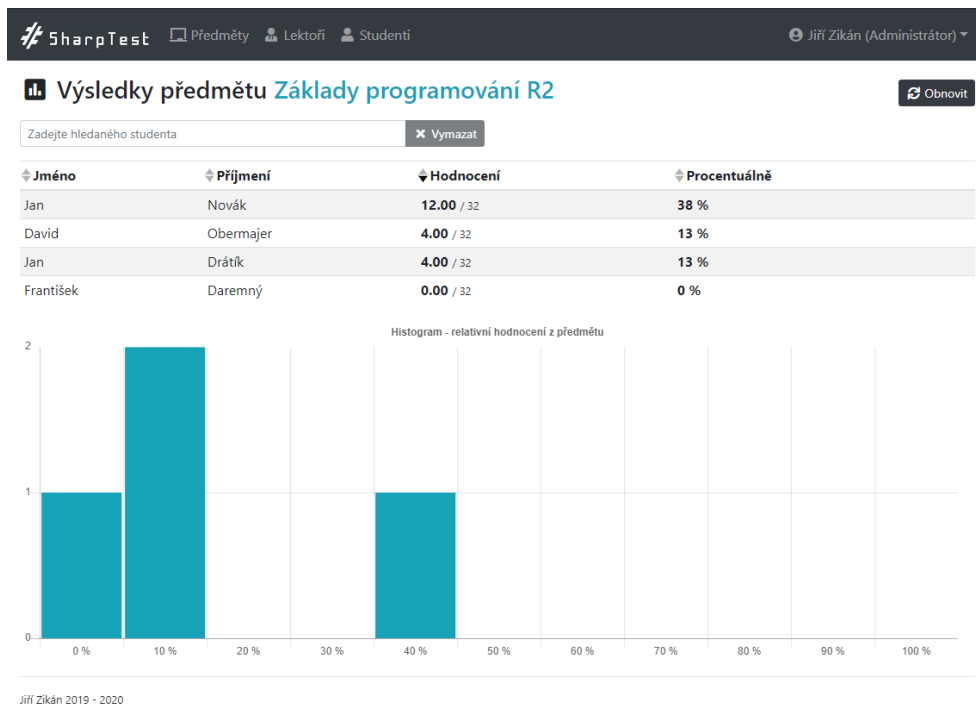 SharpTest Předměty Lektoři Studenti Jiří Zikán (Administrátor)
Výsledky předmětu Základy programování R2 Obnovit
Zadejte hledaného studenta Vymazat
Jméno Příjmení Hodnocení Procentuálně
Jan Novák 12.00 / 32 38 %
David Obermajer 4.00 / 32 13 %
Jan Drátík 4.00 / 32 13 %
František Daremný 0.00 / 32 0 %
Histogram - relativní hodnocení z předmětu
2
1
0
0 % 10 % 20 % 30 % 40 % 50 % 60 % 70 % 80 % 90 % 100 %
Jiří Zikán 2019 - 2020